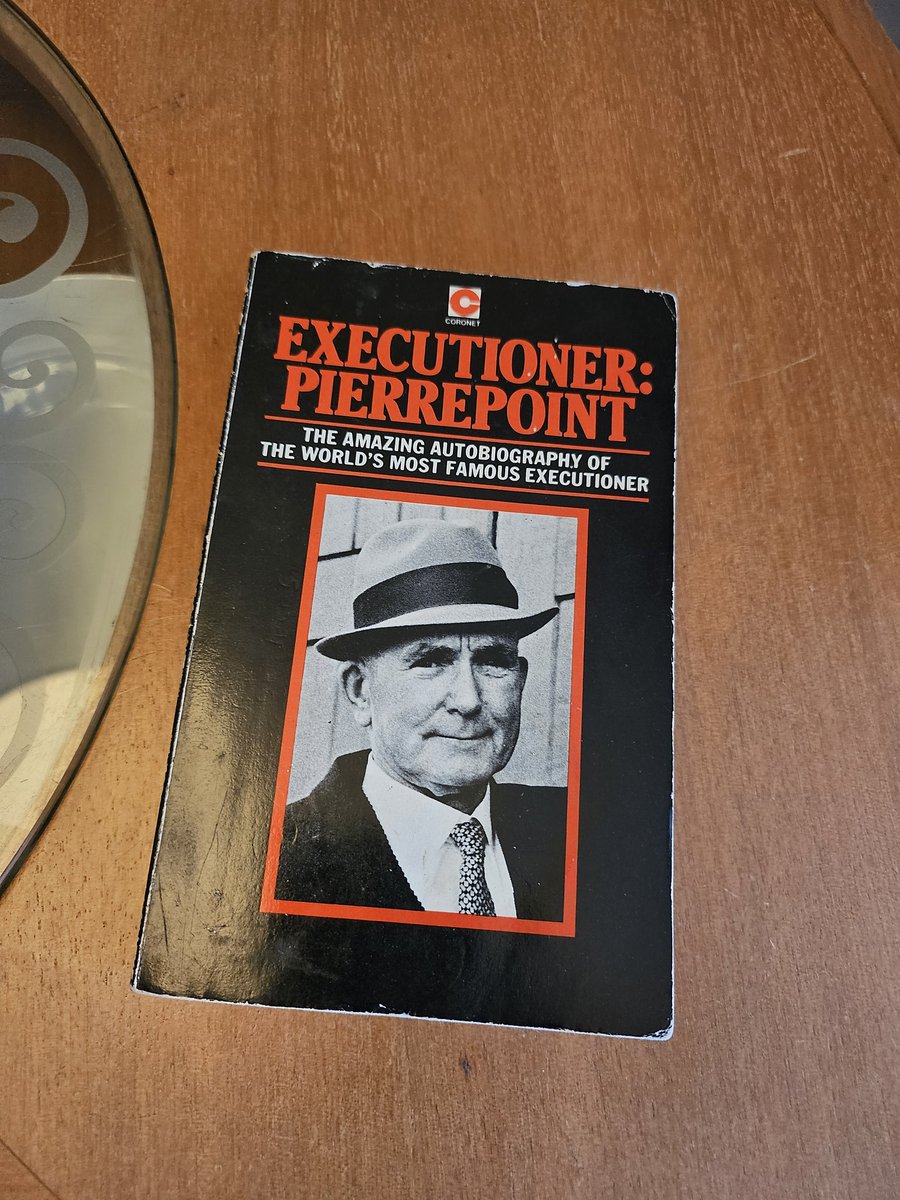 CORONET
EXECUTIONER:
PIERREPOINT
THE AMAZING AUTOBIOGRAPHY OF
THE WORLD'S MOST FAMOUS EXECUTIONER